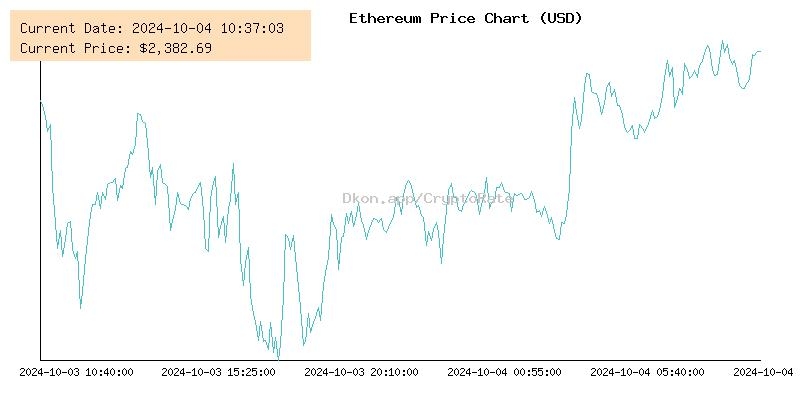 Ethereum Price Chart (USD)
Current Date: 2024-10-04 10:37:03
Current Price: $2,382.69
Dkon.app/CryptoRate
2024-10-03 10:40:00
2024-10-03 15:25:00
2024-10-03 20:10:00
2024-10-04 00:55:00
2024-10-04 05:40:00
2024-10-04